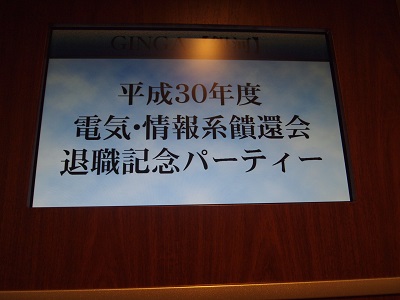 平成30年度
電気・情報系饋還会
退職記念パーティー